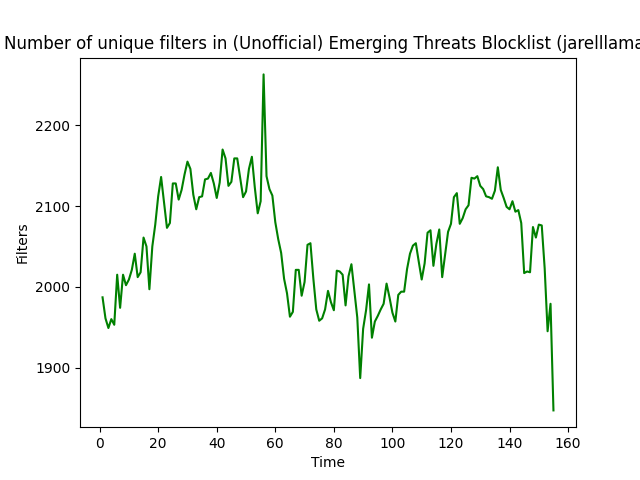 Number of unique filters in (Unofficial) Emerging Threats Blocklist (jarelllama
2200
2100
2000
1900
Filters
0 20 40 60 80 100 120 140 160
Time